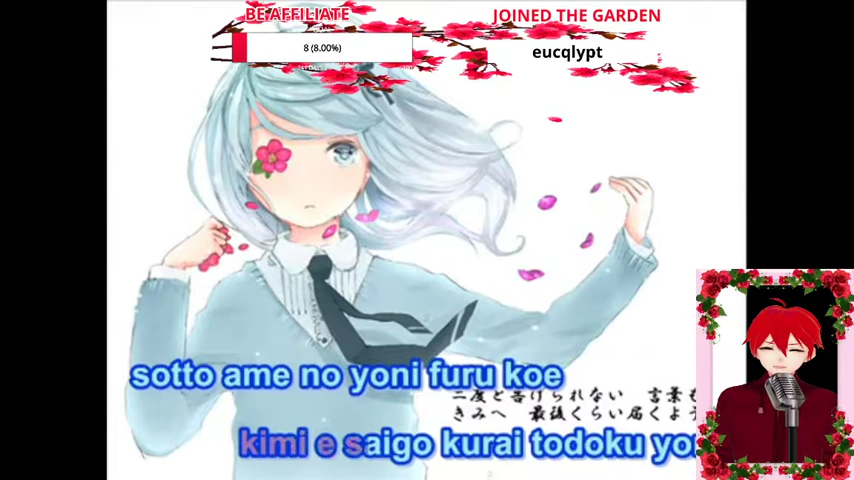 BE AFFILIATE
JOINED THE GARDEN
8 (8.00%)
eucqlypt
sotto ame no yoni furu koe
二度と告げられない 言葉も
きみへ 最後くらい届くよう
kimi e saigo kurai todoku yo